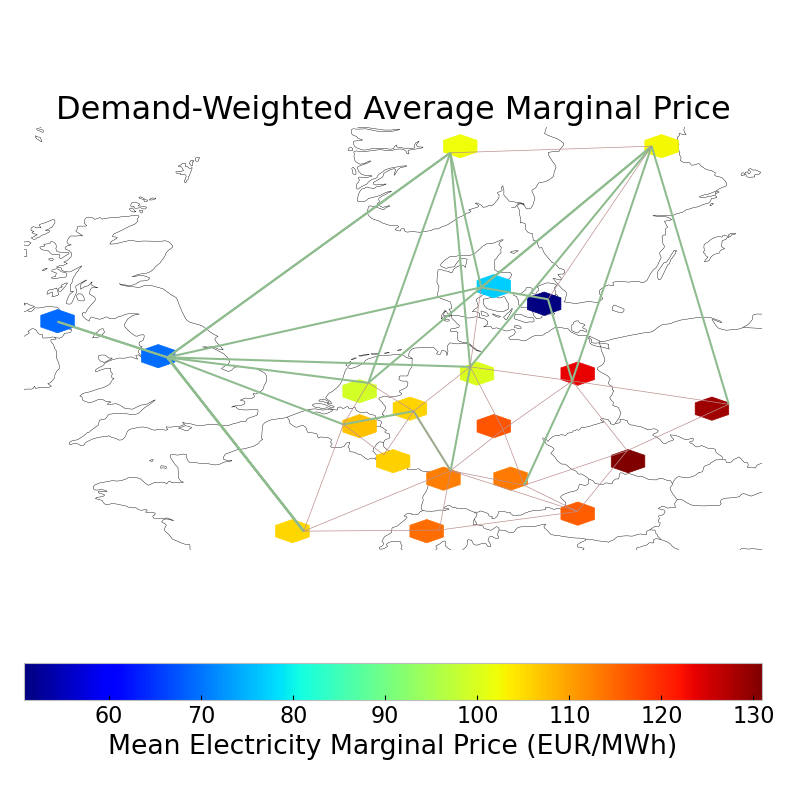 Demand-Weighted Average Marginal Price
60 70 80 90 100 110 120 130
Mean Electricity Marginal Price (EUR/MWh)